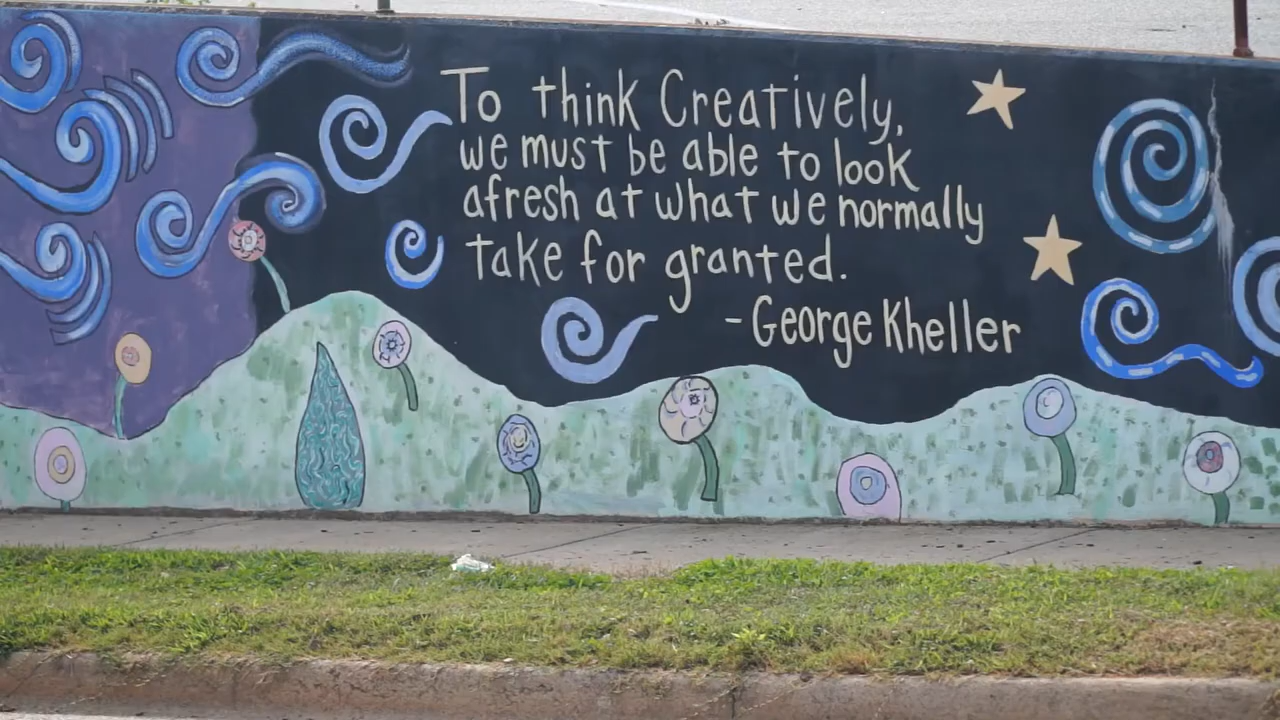 To think Creatively,
we must be able to look
afresh at what we normally
take for granted.
-George Kheller